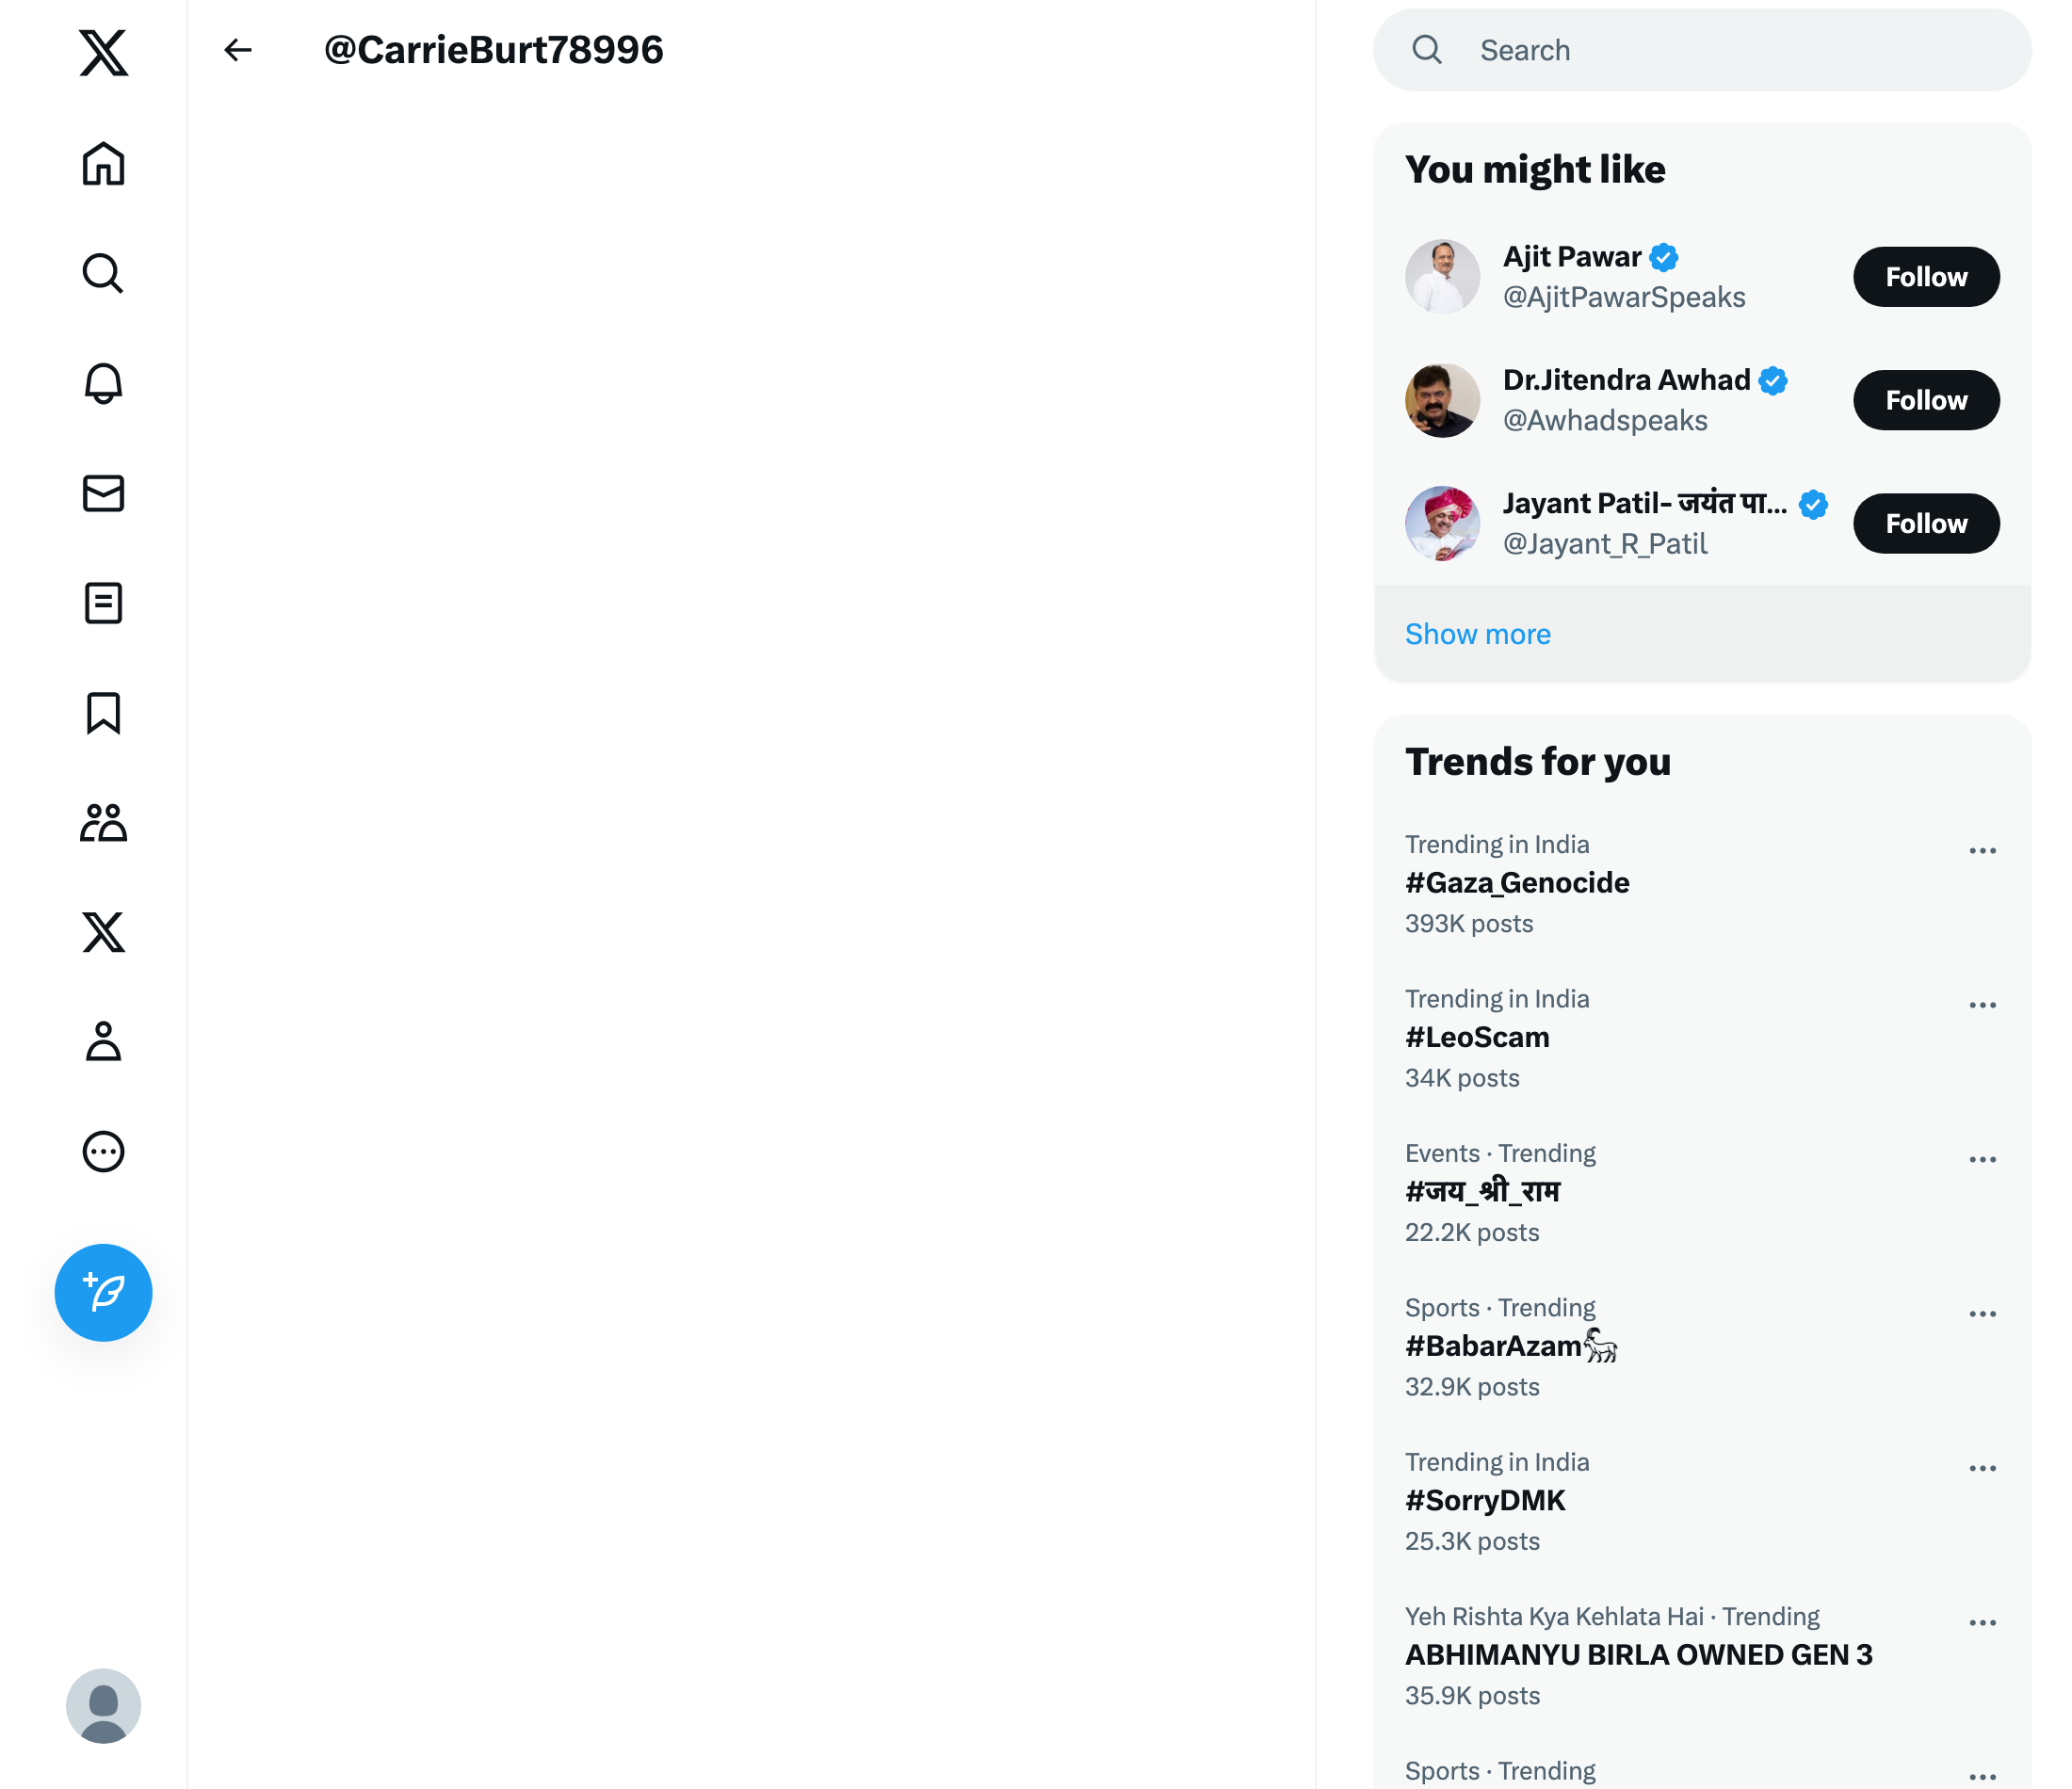 @CarrieBurt78996
Search
You might like
Ajit Pawar
@AjitPawarSpeaks
Follow
Dr.Jitendra Awhad
@Awhadspeaks
Follow
Jayant Patil- जयंत पा...
@Jayant_R_Patil
Follow
Show more
Trends for you
Trending in India
#Gaza_Genocide
393K posts
Trending in India
#LeoScam
34K posts
Events · Trending
#जय_श्री_राम
22.2K posts
Sports · Trending
#BabarAzam🐐
32.9K posts
Trending in India
#SorryDMK
25.3K posts
Yeh Rishta Kya Kehlata Hai · Trending
ABHIMANYU BIRLA OWNED GEN 3
35.9K posts
Sports · Trending